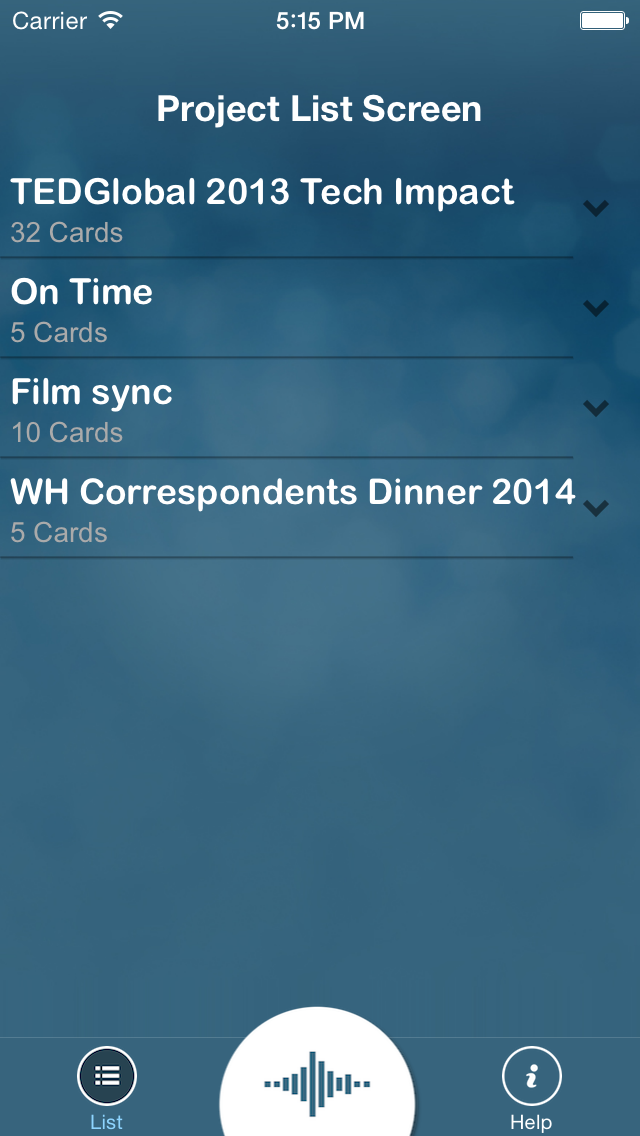 Carrier 5:15 PM
Project List Screen
TEDGlobal 2013 Tech Impact
32 Cards
On Time
5 Cards
Film sync
10 Cards
WH Correspondents Dinner 2014
5 Cards
List Help